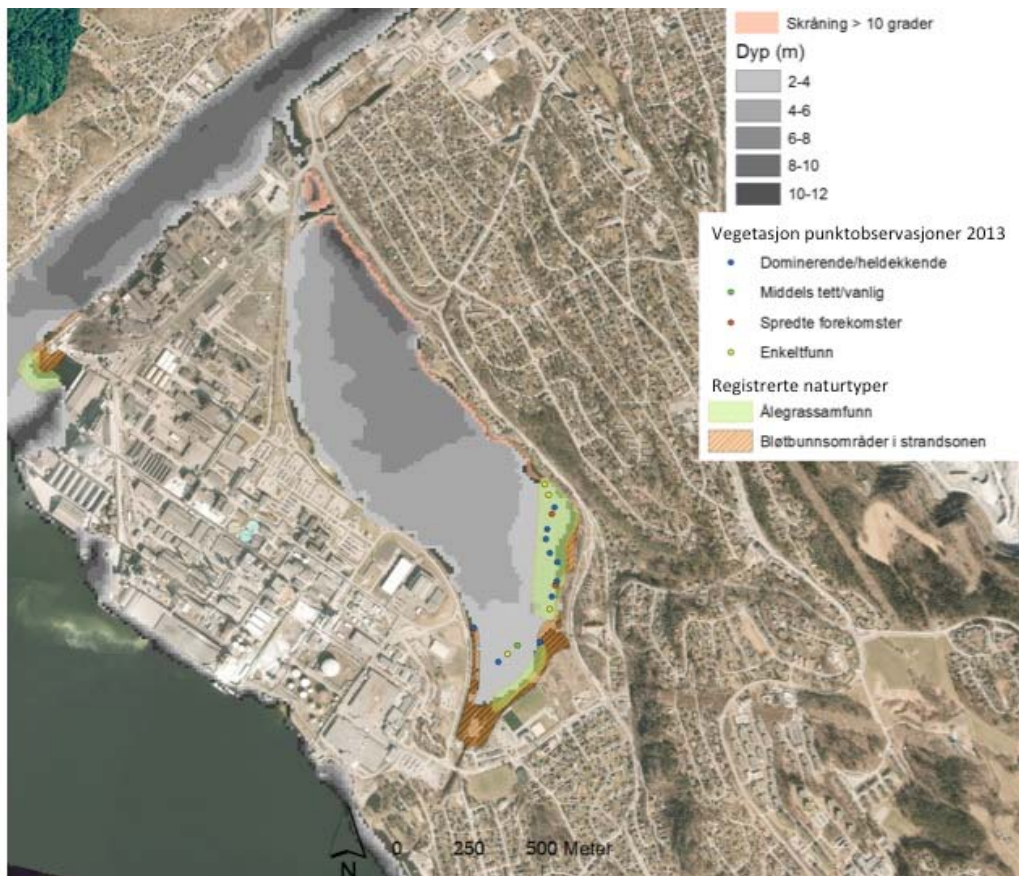 Skråning > 10 grader
Dyp (m)
2-4
4-6
6-8
8-10
10-12
Vegetasjon punktobservasjoner 2013
Dominerende/heldekkende
Middels tett/vanlig
Spredte forekomster
Enkeltfunn
Registrerte naturtyper
Ålegrassamfunn
Bløtbunnsområder i strandsonen
N
0 250 500 Meter